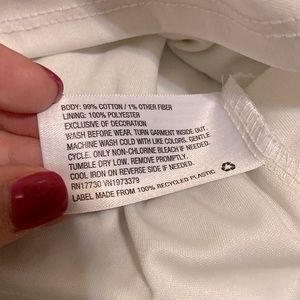 BODY: 99% COTTON / 1% OTHER FIBER
LINING: 100% POLYESTER
EXCLUSIVE OF DECORATION
WASH BEFORE WEAR. TURN GARMENT INSIDE OUT.
MACHINE WASH COLD WITH LIKE COLORS. GENTLE
CYCLE. ONLY NON-CHLORINE BLEACH IF NEEDED.
TUMBLE DRY LOW. REMOVE PROMPTLY.
COOL IRON ON REVERSE SIDE IF NEEDED.
RN17730 VN1973379
LABEL MADE FROM 100% RECYCLED PLASTIC